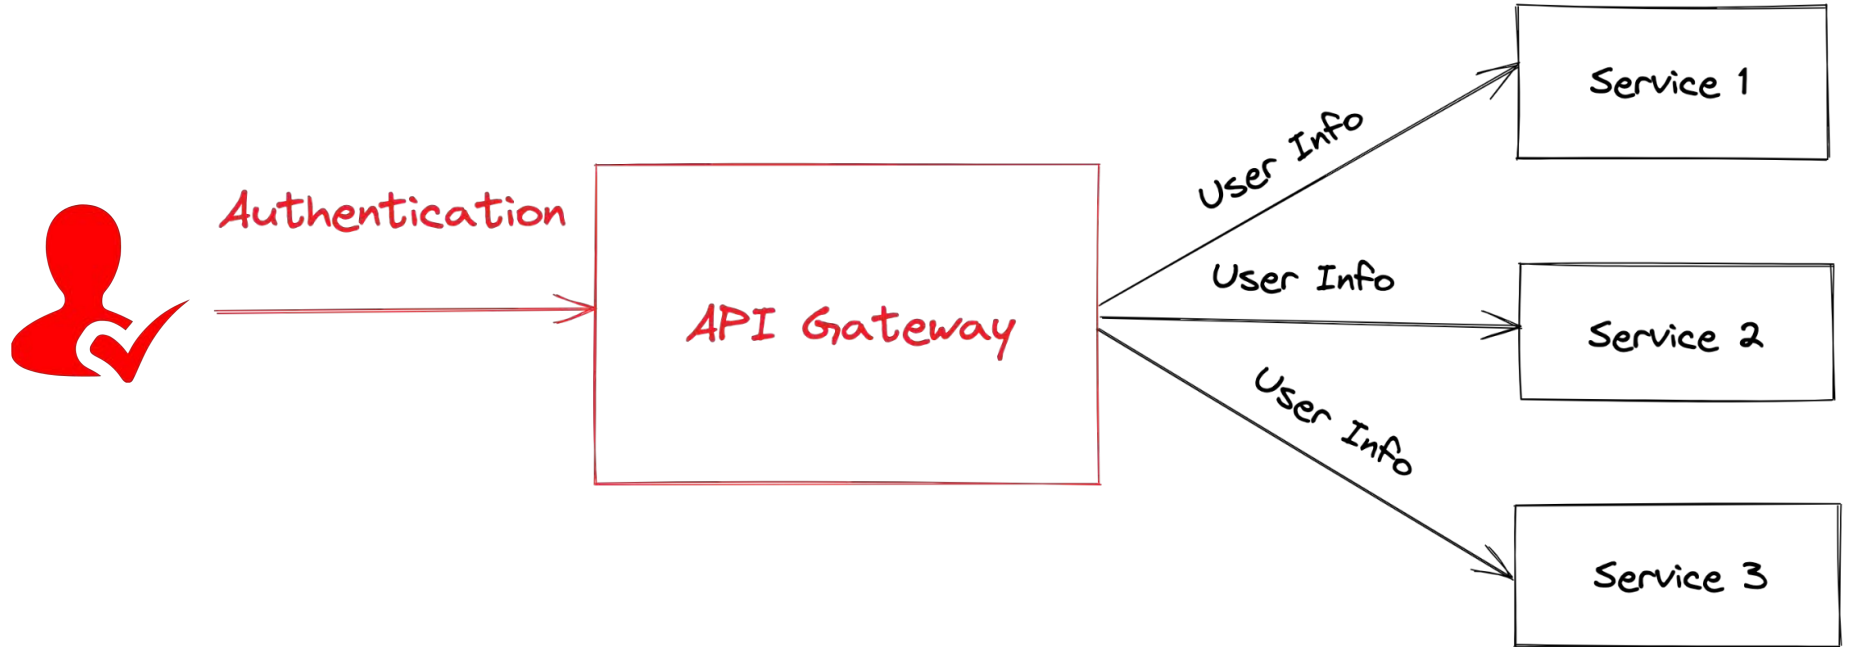 Authentication
API Gateway
User Info
User Info
User Info
Service 1
Service 2
Service 3